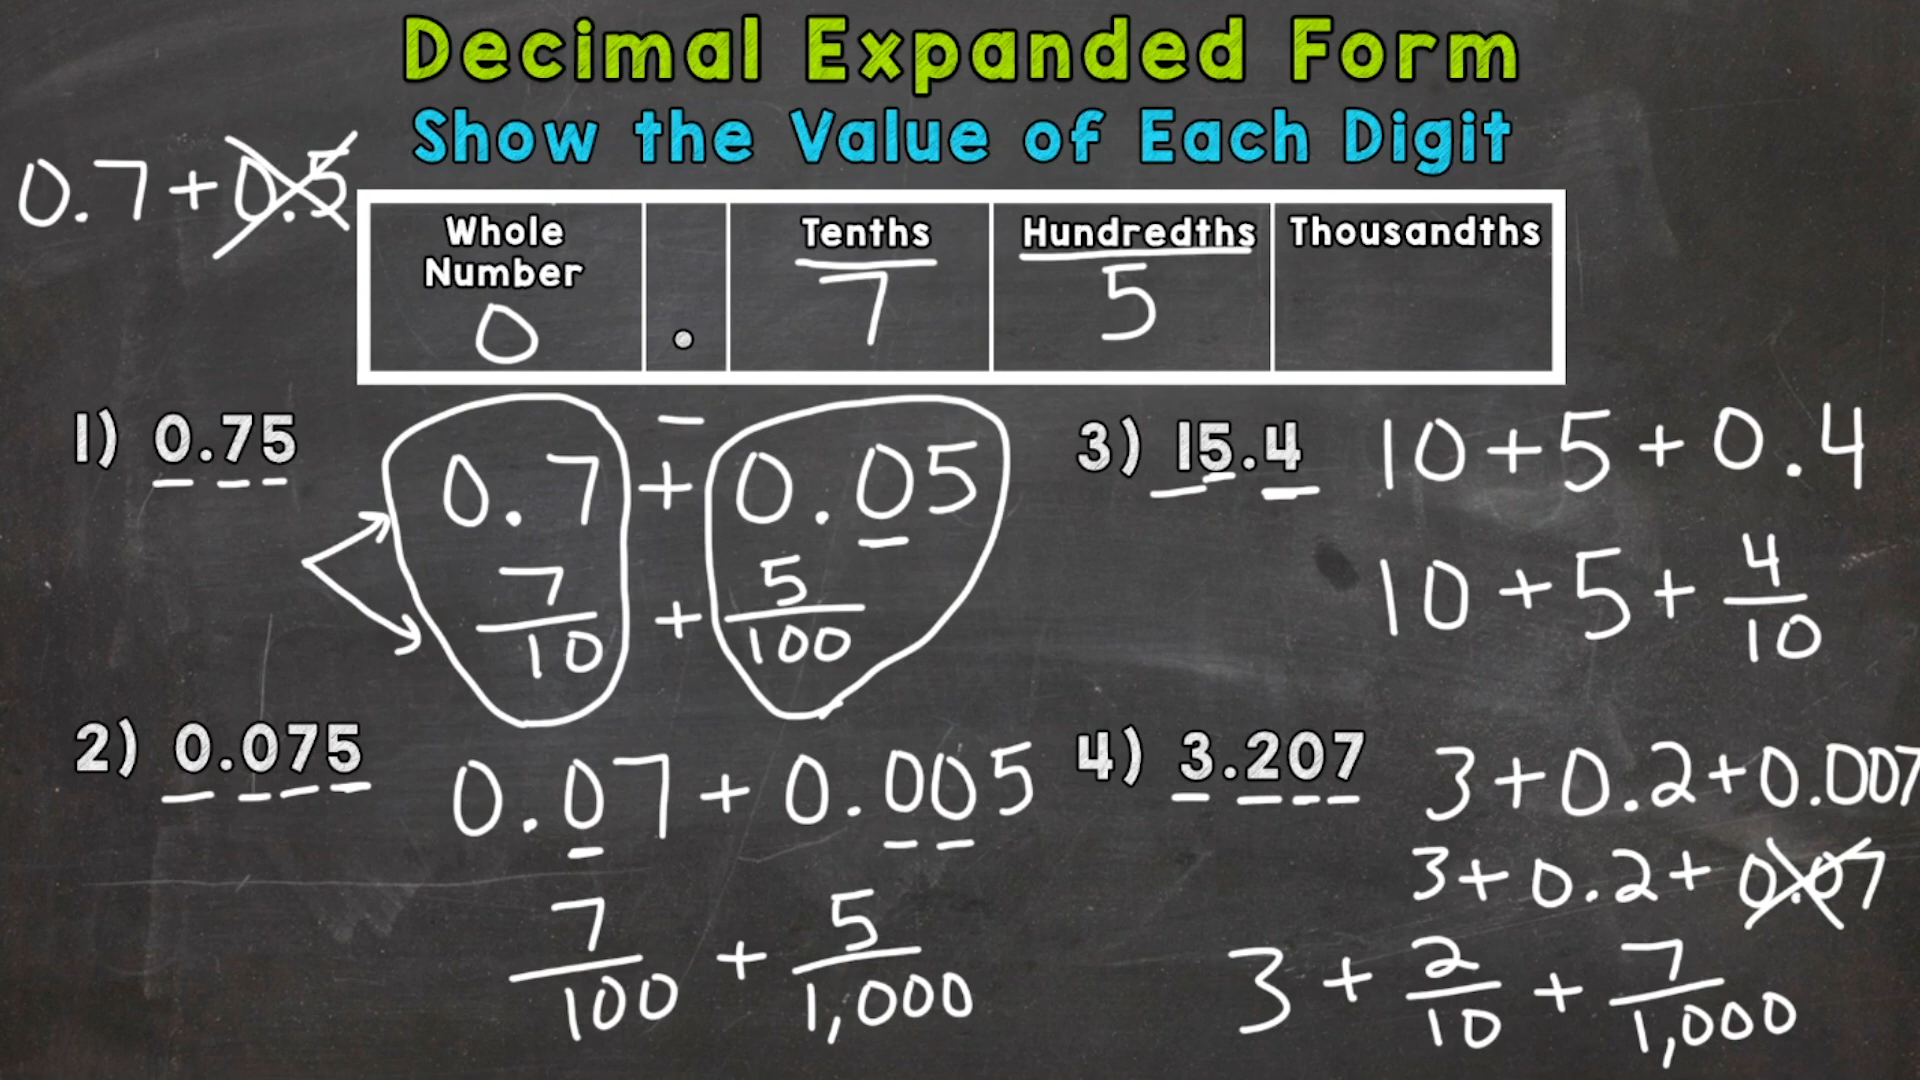 Decimal Expanded Form
Show the Value of Each Digit
0.7 + 0.5
Whole Number . Tenths Hundredths Thousandths
0 . 7 5
1) 0.75
0.7 + 0.05
7/10 + 5/100
2) 0.075
0.07 + 0.005
7/100 + 5/1,000
3) 15.4
10 + 5 + 0.4
10 + 5 + 4/10
4) 3.207
3 + 0.2 + 0.007
3 + 0.2 + 0.07
3 + 2/10 + 7/1,000